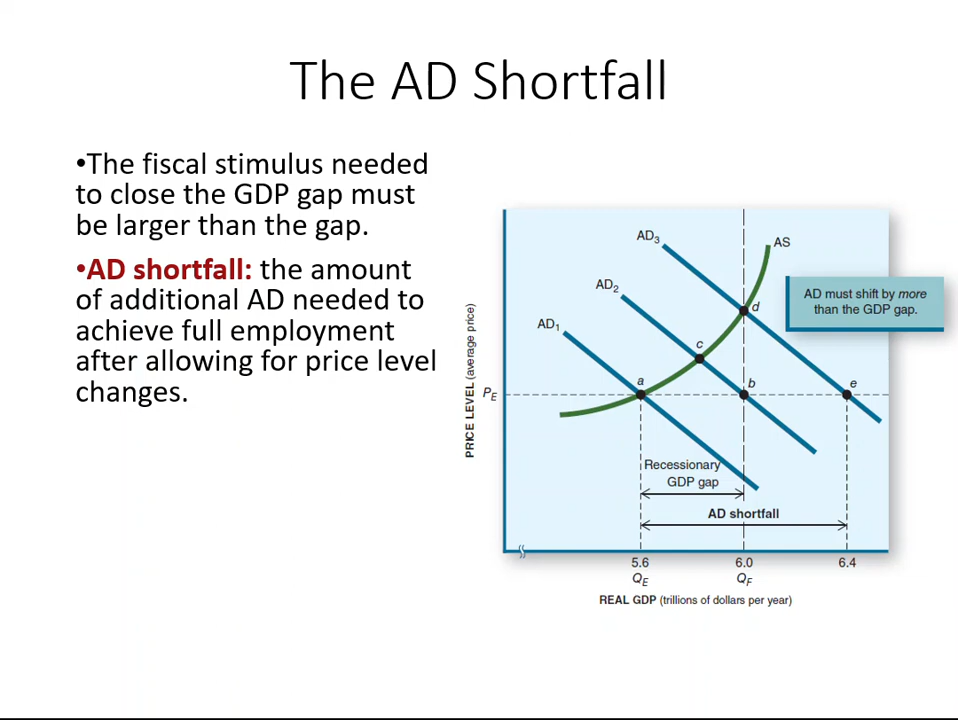 The AD Shortfall
•The fiscal stimulus needed
to close the GDP gap must
be larger than the gap.
•AD shortfall: the amount
of additional AD needed to
achieve full employment
after allowing for price level
changes.
PRICE LEVEL (average price)
AD3
AS
AD2
AD must shift by more
than the GDP gap.
d
AD1
c
a
b
e
PE
Recessionary
GDP gap
AD shortfall
5.6
6.0
6.4
QE
QF
REAL GDP (trillions of dollars per year)